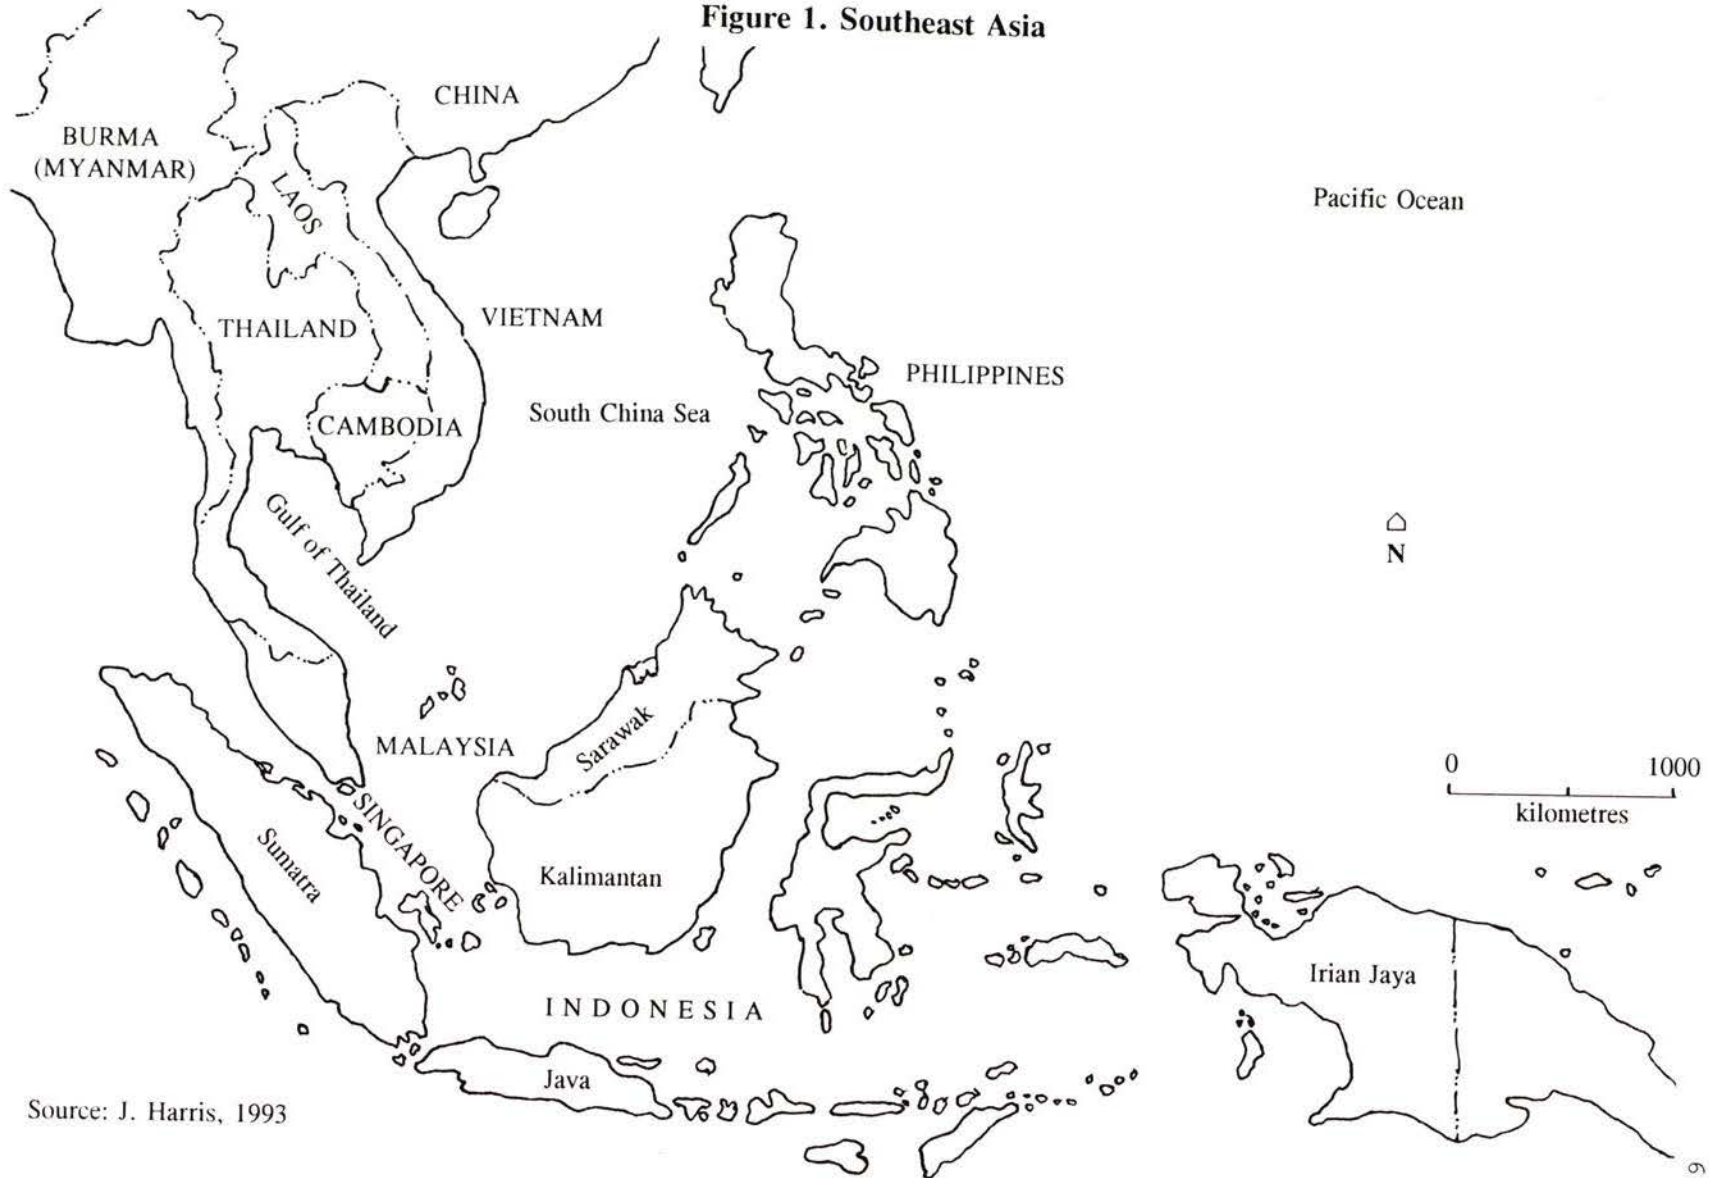 Figure 1. Southeast Asia
CHINA
BURMA
(MYANMAR)
LAOS
Pacific Ocean
THAILAND
VIETNAM
PHILIPPINES
CAMBODIA
South China Sea
Gulf of Thailand
N
Sarawak
MALAYSIA
0 1000
kilometres
SINGAPORE
Sumatra
Kalimantan
Irian Jaya
INDONESIA
Java
Source: J. Harris, 1993
9